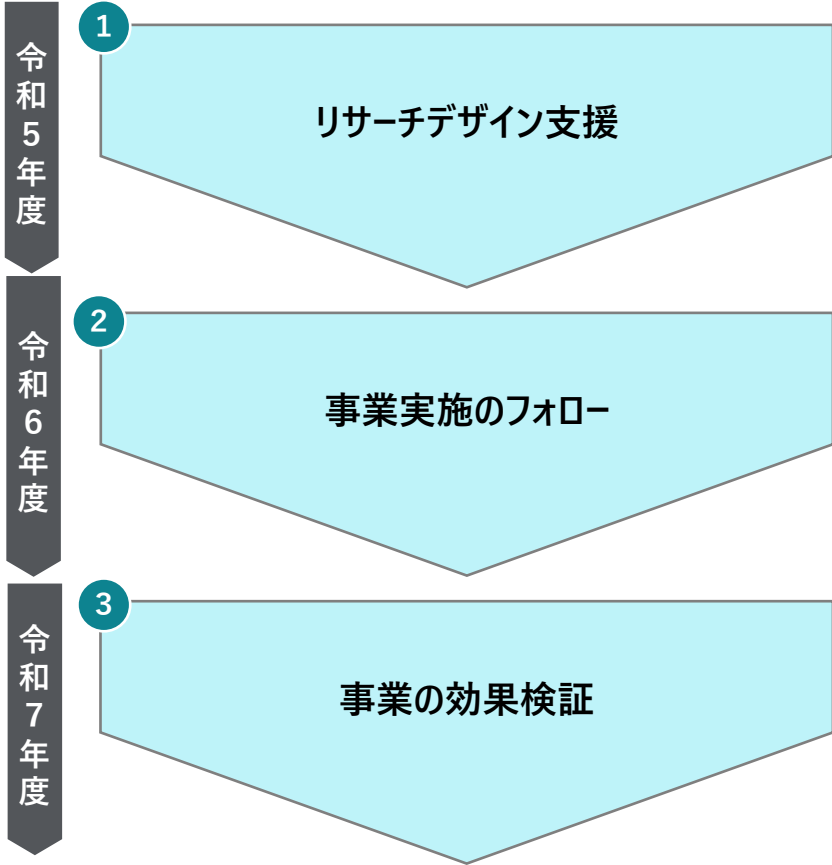 令和5年度
1
リサーチデザイン支援
令和6年度
2
事業実施のフォロー
令和7年度
3
事業の効果検証